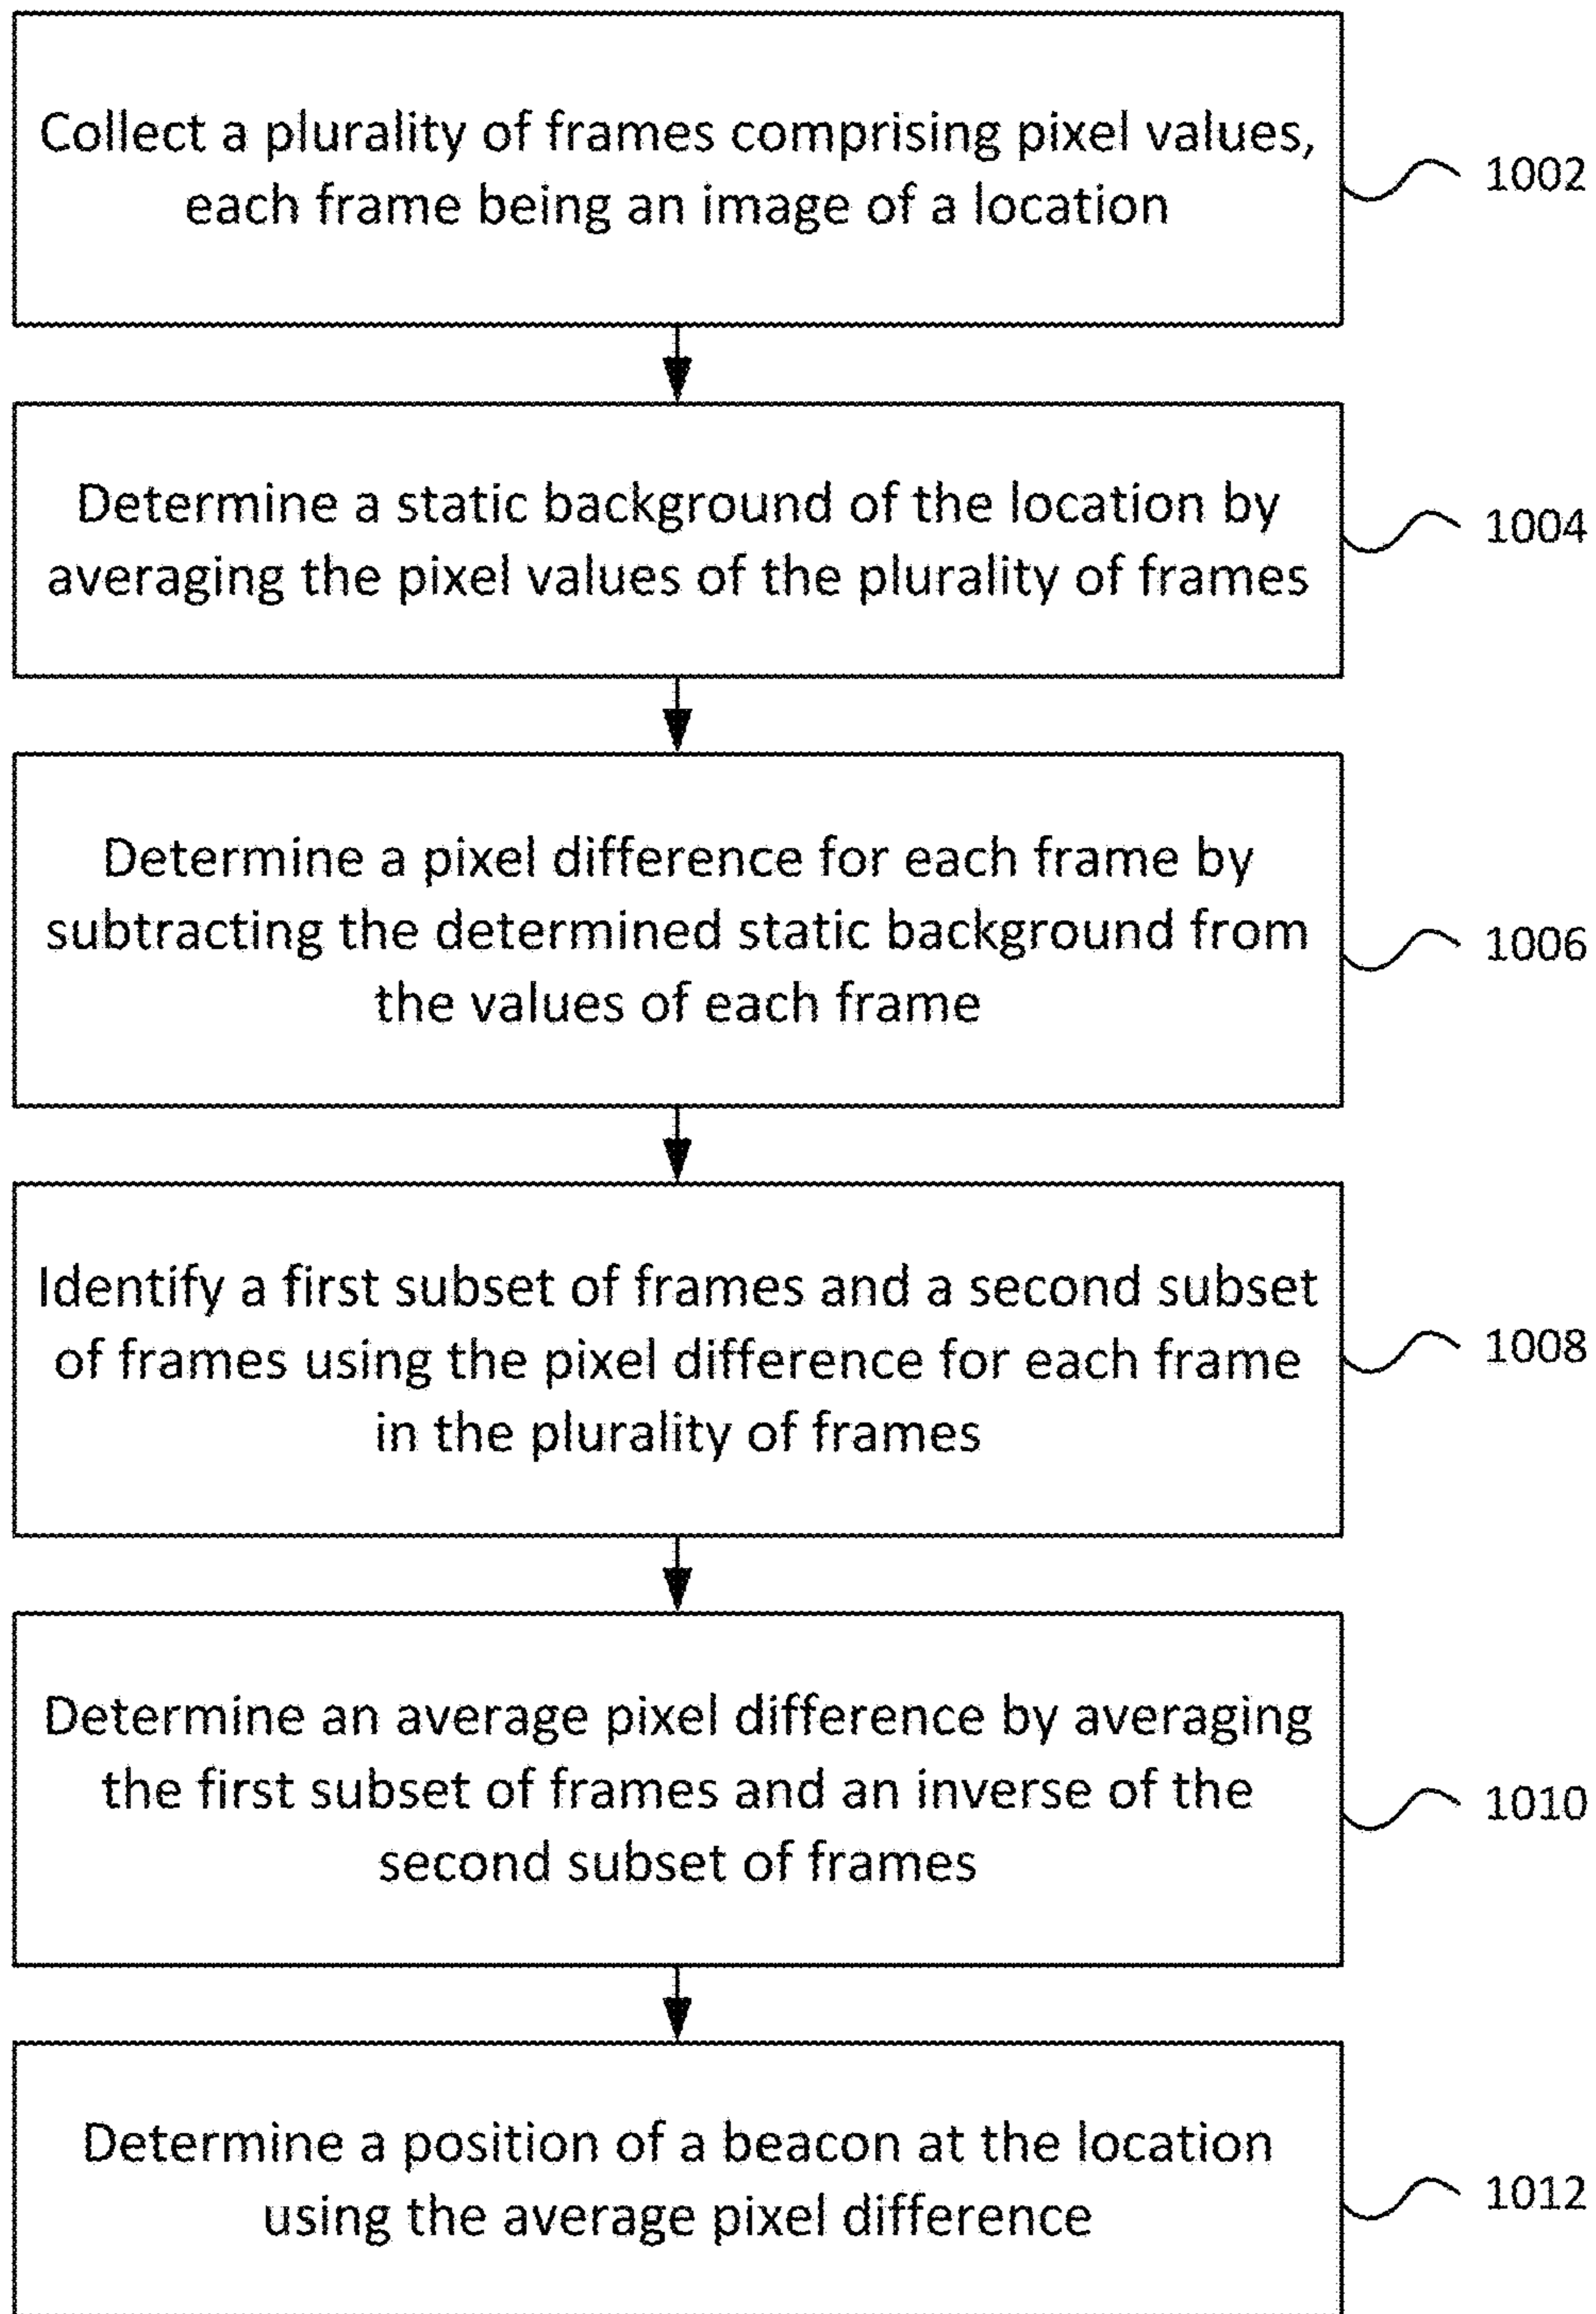 Collect a plurality of frames comprising pixel values,
each frame being an image of a location
1002
Determine a static background of the location by
averaging the pixel values of the plurality of frames
1004
Determine a pixel difference for each frame by
subtracting the determined static background from
the values of each frame
1006
Identify a first subset of frames and a second subset
of frames using the pixel difference for each frame
in the plurality of frames
1008
Determine an average pixel difference by averaging
the first subset of frames and an inverse of the
second subset of frames
1010
Determine a position of a beacon at the location
using the average pixel difference
1012